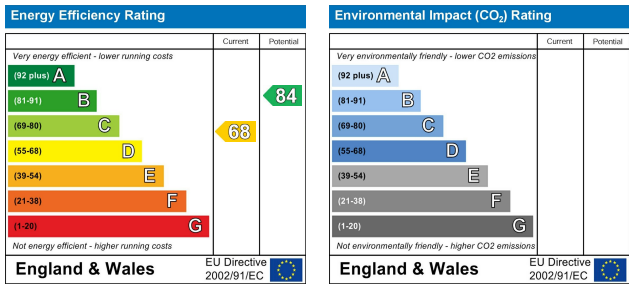 Energy Efficiency Rating
Current Potential
Very energy efficient - lower running costs
(92 plus) A
(81-91) B
84
(69-80) C
68
(55-68) D
(39-54) E
(21-38) F
(1-20) G
Not energy efficient - higher running costs
England & Wales
EU Directive
2002/91/EC
Environmental Impact (CO₂) Rating
Current Potential
Very environmentally friendly - lower CO2 emissions
(92 plus) A
(81-91) B
(69-80) C
(55-68) D
(39-54) E
(21-38) F
(1-20) G
Not environmentally friendly - higher CO2 emissions
England & Wales
EU Directive
2002/91/EC